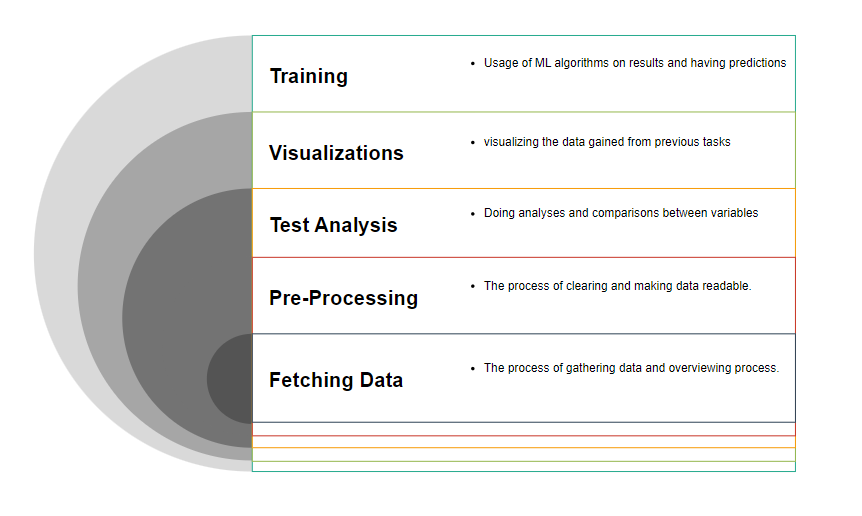 Training
• Usage of ML algorithms on results and having predictions
Visualizations
• visualizing the data gained from previous tasks
Test Analysis
• Doing analyses and comparisons between variables
Pre-Processing
• The process of clearing and making data readable.
Fetching Data
• The process of gathering data and overviewing process.